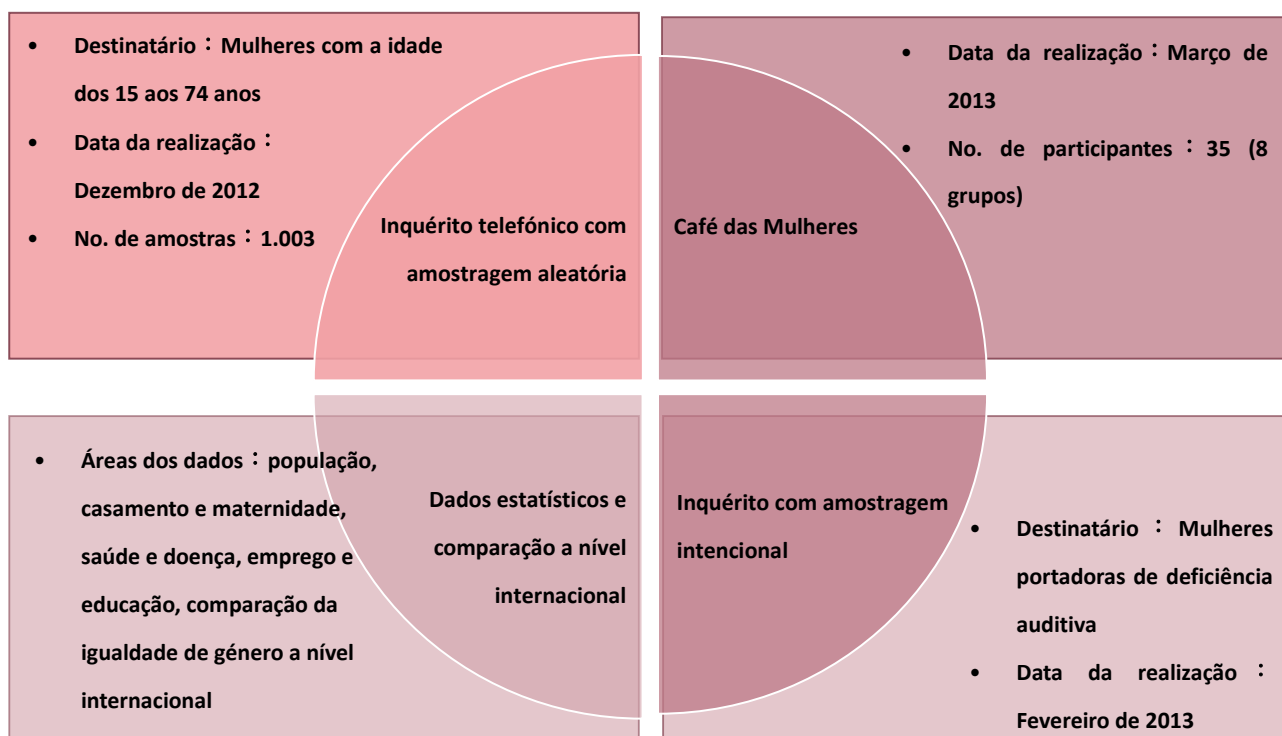 • Destinatário：Mulheres com a idade
dos 15 aos 74 anos
• Data da realização：
Dezembro de 2012
• No. de amostras：1.003
Inquérito telefónico com
amostragem aleatória
• Data da realização：Março de
2013
• No. de participantes：35 (8
grupos)
Café das Mulheres
• Áreas dos dados：população,
casamento e maternidade,
saúde e doença, emprego e
educação, comparação da
igualdade de género a nível
internacional
Dados estatísticos e
comparação a nível
internacional
Inquérito com amostragem
intencional
• Destinatário：Mulheres
portadoras de deficiência
auditiva
• Data da realização：
Fevereiro de 2013